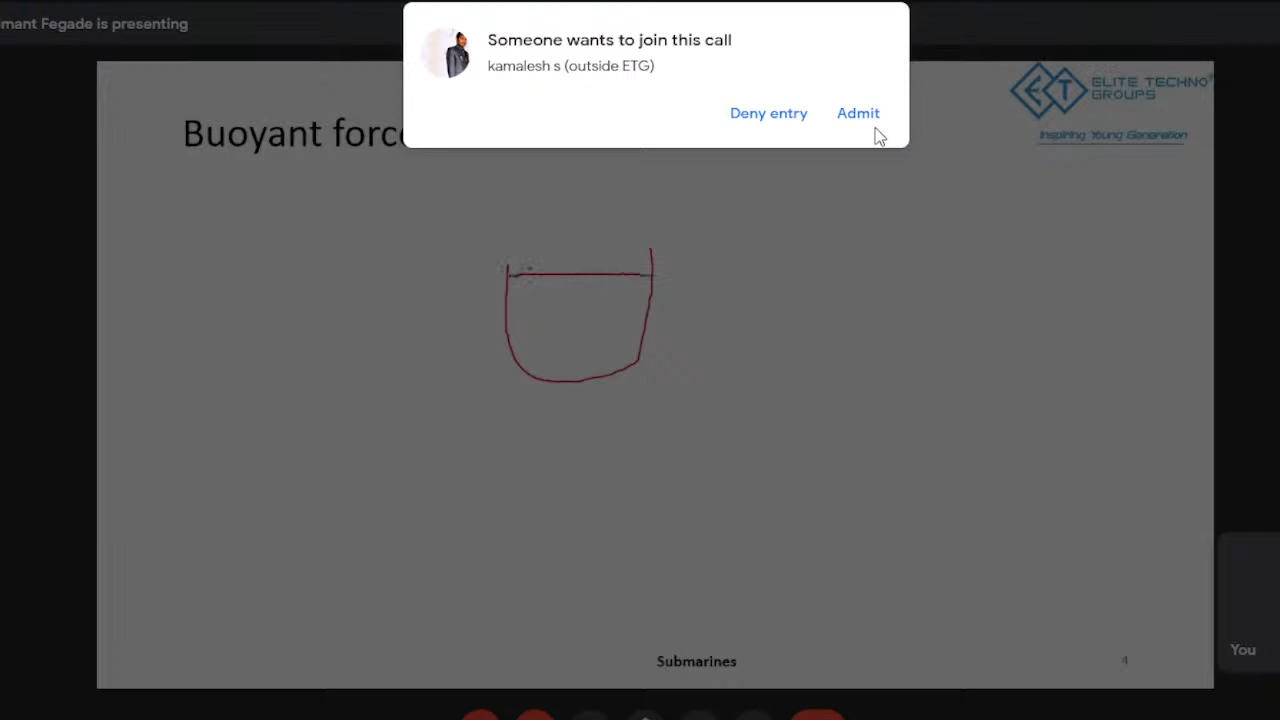 mant Fegade is presenting
Someone wants to join this call
kamalesh s (outside ETG)
Deny entry
Admit
Buoyant forc
ELITE TECHNO
GROUPS
Inspiring Young Generation
Submarines
4
You